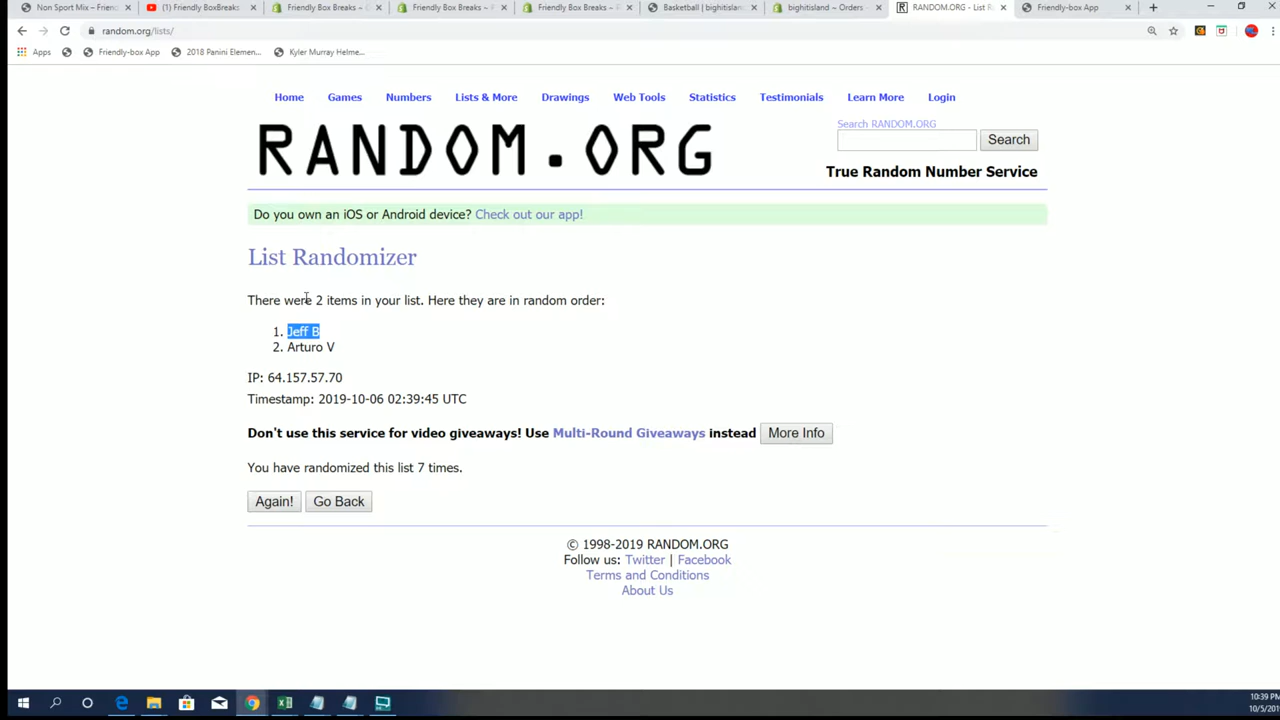 Non Sport Mix – Frien
(1) Friendly BoxBreaks
Friendly Box Breaks ~ 
Friendly Box Breaks ~ 
Friendly Box Breaks ~ 
Basketball | bighitisland
bighitisland ~ Orders
RANDOM.ORG - List R
Friendly-box App
random.org/lists/
Apps
Friendly-box App
2018 Panini Elemen...
Kyler Murray Helme...
Home
Games
Numbers
Lists & More
Drawings
Web Tools
Statistics
Testimonials
Learn More
Login
RANDOM.ORG
Search RANDOM.ORG
Search
True Random Number Service
Do you own an iOS or Android device? Check out our app!
List Randomizer
There were 2 items in your list. Here they are in random order:
1. Jeff B
2. Arturo V
IP: 64.157.57.70
Timestamp: 2019-10-06 02:39:45 UTC
Don't use this service for video giveaways! Use Multi-Round Giveaways instead More Info
You have randomized this list 7 times.
Again! Go Back
© 1998-2019 RANDOM.ORG
Follow us: Twitter | Facebook
Terms and Conditions
About Us
10:39 PM
10/5/201